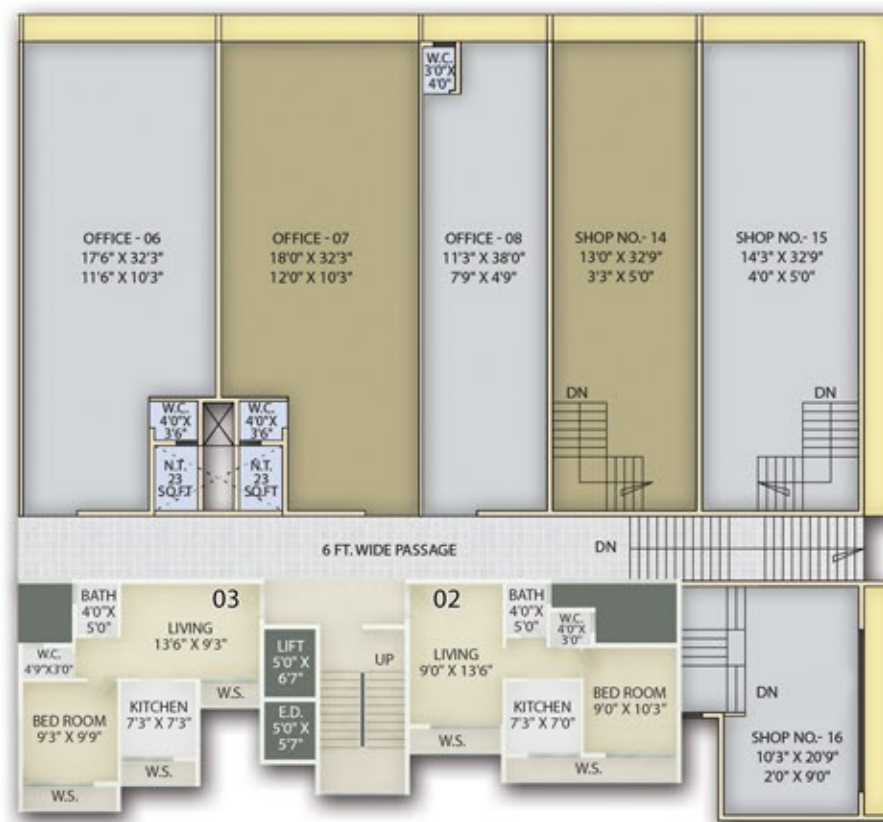 W.C.
3'0"X
4'0"
OFFICE - 06
17'6" X 32'3"
11'6" X 10'3"
OFFICE - 07
18'0" X 32'3"
12'0" X 10'3"
OFFICE - 08
11'3" X 38'0"
7'9" X 4'9"
SHOP NO.- 14
13'0" X 32'9"
3'3" X 5'0"
SHOP NO.- 15
14'3" X 32'9"
4'0" X 5'0"
DN
DN
W.C.
4'0"X
3'6"
W.C.
4'0"X
3'6"
N.T.
23
SQ.FT
N.T.
23
SQ.FT
6 FT. WIDE PASSAGE
DN
BATH
4'0"X
5'0"
03
LIVING
13'6" X 9'3"
W.C.
4'9"X3'0"
BED ROOM
9'3" X 9'9"
KITCHEN
7'3" X 7'3"
W.S.
W.S.
W.S.
LIFT
5'0" X
6'7"
E.D.
5'0" X
5'7"
UP
02
LIVING
9'0" X 13'6"
BATH
4'0"X
5'0"
W.C.
4'0"X
3'0"
KITCHEN
7'3" X 7'0"
BED ROOM
9'0" X 10'3"
W.S.
W.S.
DN
SHOP NO.- 16
10'3" X 20'9"
2'0" X 9'0"